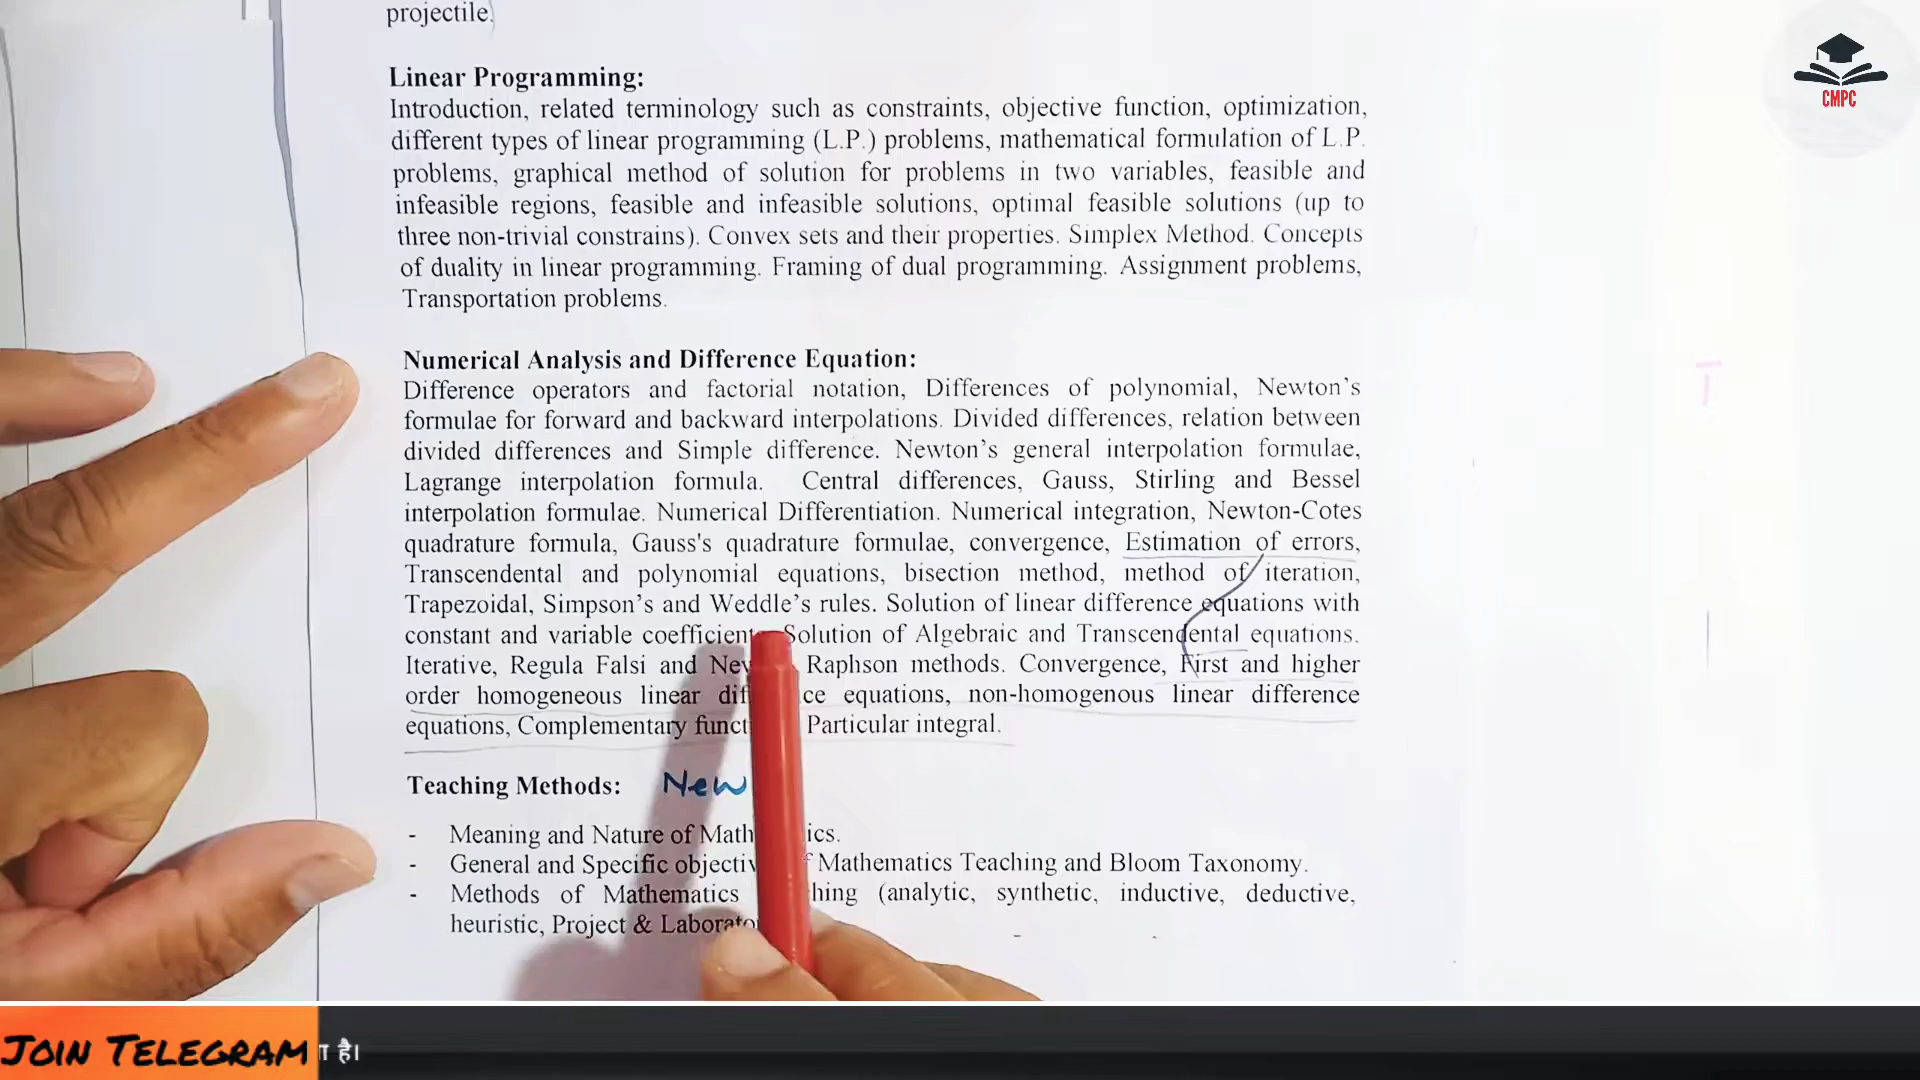 projectile.
CMPC
Linear Programming:
Introduction, related terminology such as constraints, objective function, optimization,
different types of linear programming (L.P.) problems, mathematical formulation of L.P.
problems, graphical method of solution for problems in two variables, feasible and
infeasible regions, feasible and infeasible solutions, optimal feasible solutions (up to
three non-trivial constrains). Convex sets and their properties. Simplex Method. Concepts
of duality in linear programming. Framing of dual programming. Assignment problems,
Transportation problems.
Numerical Analysis and Difference Equation:
Difference operators and factorial notation, Differences of polynomial, Newton's
formulae for forward and backward interpolations. Divided differences, relation between
divided differences and Simple difference. Newton's general interpolation formulae,
Lagrange interpolation formula. Central differences, Gauss, Stirling and Bessel
interpolation formulae. Numerical Differentiation. Numerical integration, Newton-Cotes
quadrature formula, Gauss's quadrature formulae, convergence, Estimation of errors,
Transcendental and polynomial equations, bisection method, method of iteration,
Trapezoidal, Simpson's and Weddle's rules. Solution of linear difference equations with
constant and variable coefficient Solution of Algebraic and Transcendental equations.
Iterative, Regula Falsi and Raphson methods. Convergence, First and higher
order homogeneous linear equations, non-homogenous linear difference
equations, Complementary Particular integral.
Teaching Methods: New
- Meaning and Nature of
- General and Specific Mathematics Teaching and Bloom Taxonomy.
- Methods of Mathematics (analytic, synthetic, inductive, deductive,
heuristic, Project &
JOIN TELEGRAM है।